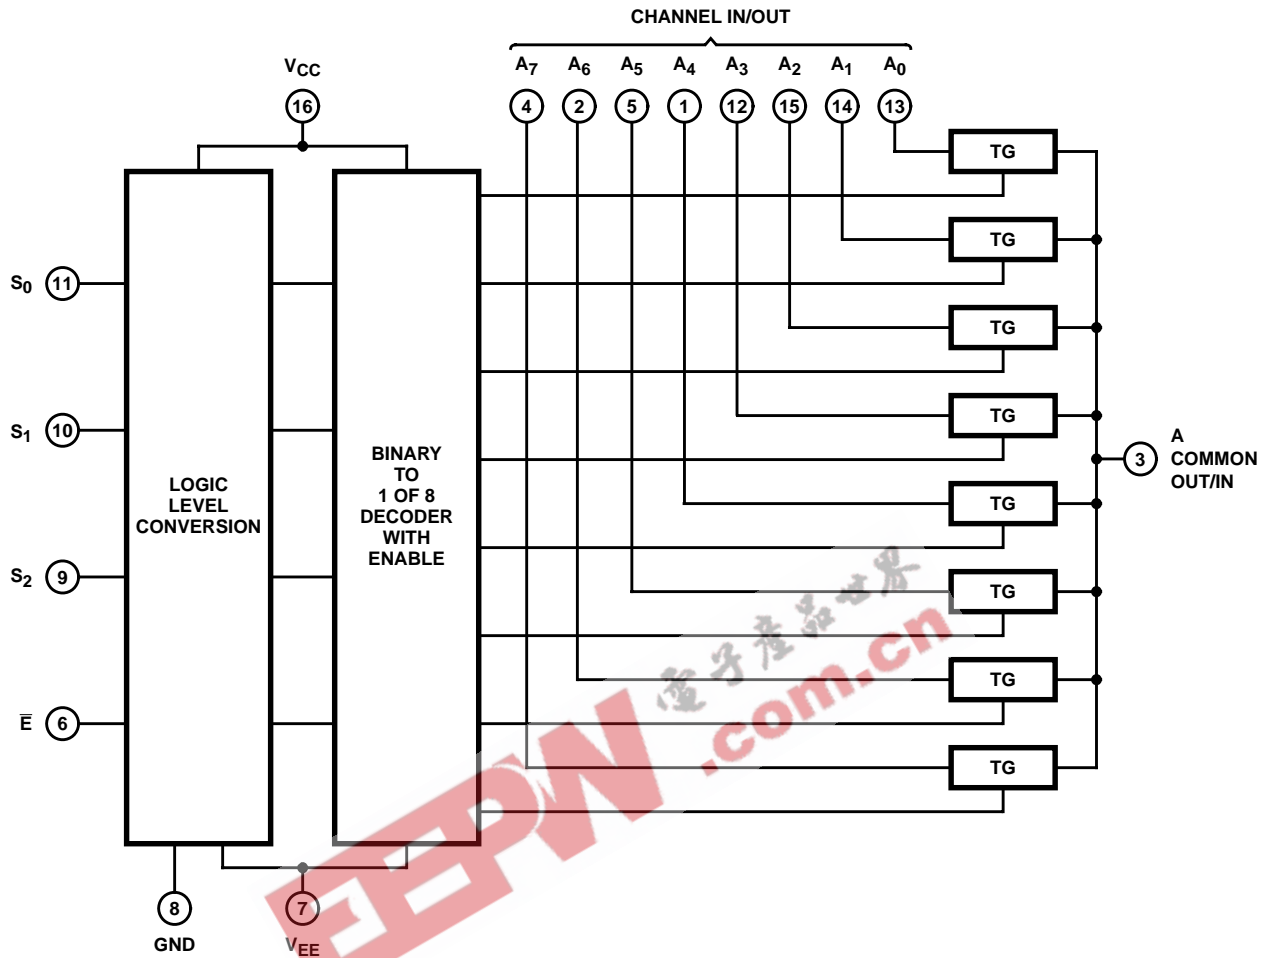 CHANNEL IN/OUT
VCC A7 A6 A5 A4 A3 A2 A1 A0
16 4 2 5 1 12 15 14 13
TG
TG
S0 11
TG
TG
S1 10
BINARY
TO
1 OF 8
DECODER
WITH
ENABLE
LOGIC
LEVEL
CONVERSION
3 A
COMMON
OUT/IN
TG
S2 9
TG
電子產品世界
.com.cn
EEPW
TG
E̅ 6
TG
8 7
GND VEE